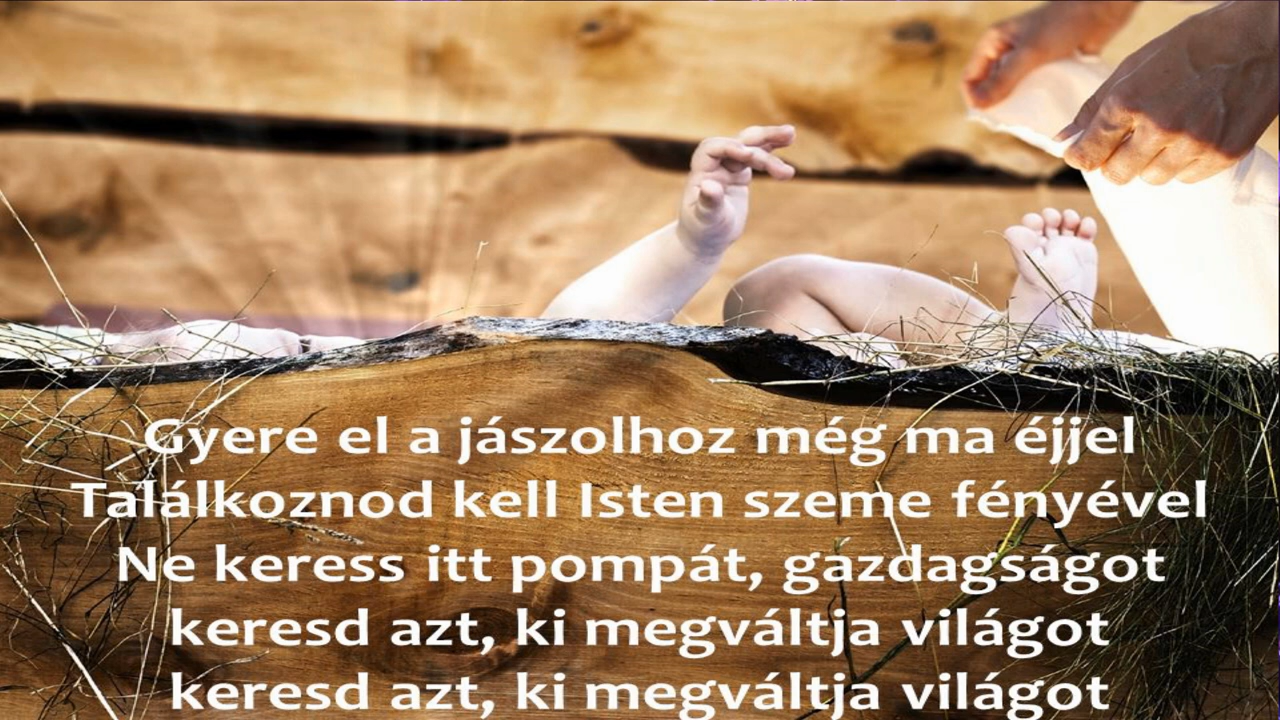 Gyere el a jászolhoz még ma éjjel
Találkoznod kell Isten szeme fényével
Ne keress itt pompát, gazdagságot
keresd azt, ki megváltja világot
keresd azt, ki megváltja világot